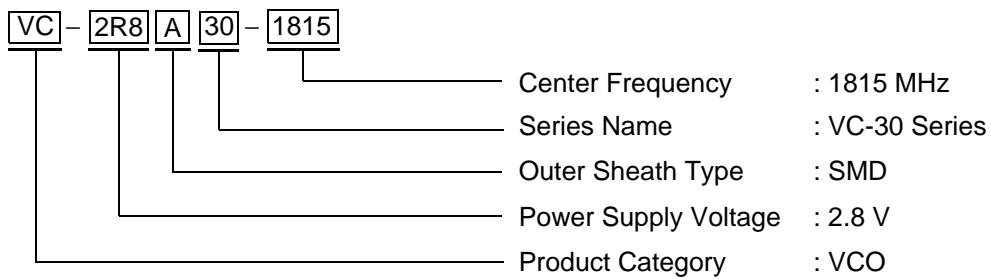 VC – 2R8 A 30 – 1815
Center Frequency : 1815 MHz
Series Name : VC-30 Series
Outer Sheath Type : SMD
Power Supply Voltage : 2.8 V
Product Category : VCO